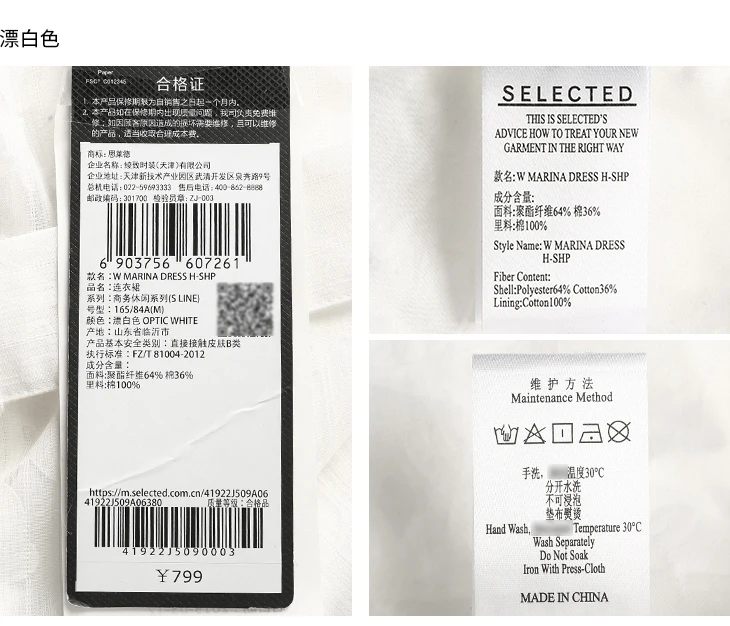 漂白色
Paper
FSC® C012345
合格证
1. 本产品保修期限为自销售之日起一个月内。
2. 本产品如在保修期内出现质量问题，我司负责免费维
修；如因顾客原因造成的损坏需要维修，且可以维修
的产品，适当收取合理成本费。
商标: 思莱德
企业名称: 绫致时装(天津)有限公司
企业地址: 天津新技术产业园区武清开发区泉秀路9号
总机电话: 022-59693333 售后电话: 400-862-8888
邮政编码: 301700 检验员章: ZJ-003
6 903756 607261
款名：W MARINA DRESS H-SHP
品名：连衣裙
系列：商务休闲系列(S LINE)
号型：165/84A(M)
颜色：漂白色 OPTIC WHITE
产地：山东省临沂市
产品基本安全类别：直接接触皮肤B类
执行标准：FZ/T 81004-2012
成分含量：
面料:聚酯纤维64% 棉36%
里料:棉100%
https://m.selected.com.cn/41922J509A06
41922J509A06380 质量等级：合格品
41922J5090003
￥799
SELECTED
THIS IS SELECTED'S
ADVICE HOW TO TREAT YOUR NEW
GARMENT IN THE RIGHT WAY
款名:W MARINA DRESS H-SHP
成分含量:
面料:聚酯纤维64% 棉36%
里料:棉100%
Style Name: W MARINA DRESS
H-SHP
Fiber Content:
Shell:Polyester64% Cotton36%
Lining:Cotton100%
维护方法
Maintenance Method
手洗， 温度30°C
分开水洗
不可浸泡
垫布熨烫
Hand Wash, Temperature 30°C
Wash Separately
Do Not Soak
Iron With Press-Cloth
MADE IN CHINA